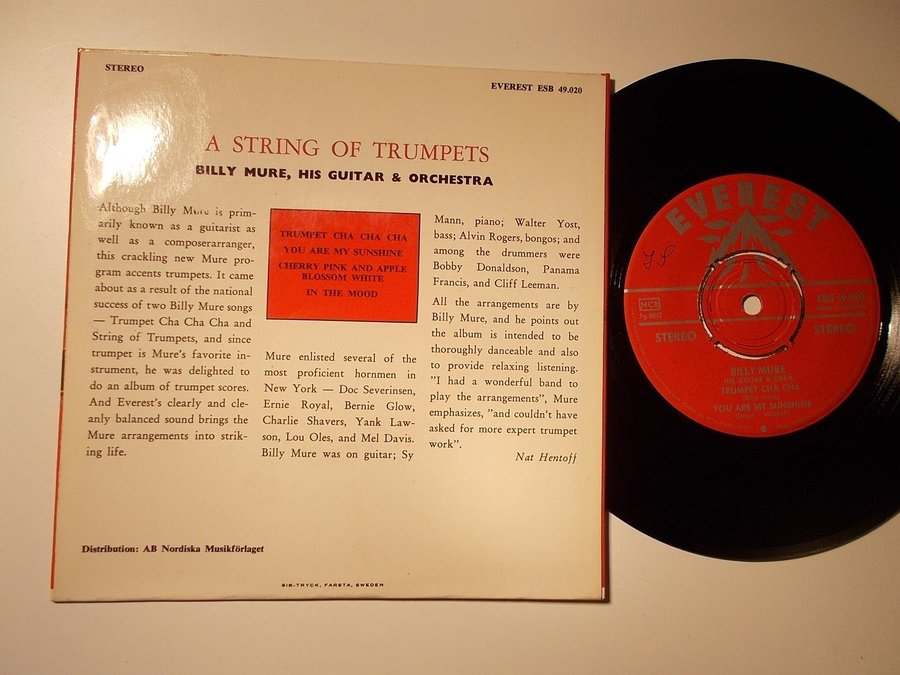 STEREO
EVEREST ESB 49.020
A STRING OF TRUMPETS
BILLY MURE, HIS GUITAR & ORCHESTRA
Although Billy Mure is prim-
arily known as a guitarist as
well as a composerarranger,
this crackling new Mure pro-
gram accents trumpets. It came
about as a result of the national
success of two Billy Mure songs
— Trumpet Cha Cha Cha and
String of Trumpets, and since
trumpet is Mure's favorite in-
strument, he was delighted to
do an album of trumpet scores.
And Everest's clearly and cle-
anly balanced sound brings the
Mure arrangements into strik-
ing life.
TRUMPET CHA CHA CHA
YOU ARE MY SUNSHINE
CHERRY PINK AND APPLE
BLOSSOM WHITE
IN THE MOOD
Mure enlisted several of the
most proficient hornmen in
New York — Doc Severinsen,
Ernie Royal, Bernie Glow,
Charlie Shavers, Yank Law-
son, Lou Oles, and Mel Davis.
Billy Mure was on guitar; Sy
Mann, piano; Walter Yost,
bass; Alvin Rogers, bongos; and
among the drummers were
Bobby Donaldson, Panama
Francis, and Cliff Leeman.
All the arrangements are by
Billy Mure, and he points out
the album is intended to be
thoroughly danceable and also
to provide relaxing listening.
"I had a wonderful band to
play the arrangements", Mure
emphasizes, "and couldn't have
asked for more expert trumpet
work".
Nat Hentoff
Distribution: AB Nordiska Musikförlaget
SIB-TRYCK, FARSTA, SWEDEN
EVEREST
NCB
STEREO
STEREO
BILLY MURE
HIS GUITAR & ORCH.
TRUMPET CHA CHA
YOU ARE MY SUNSHINE